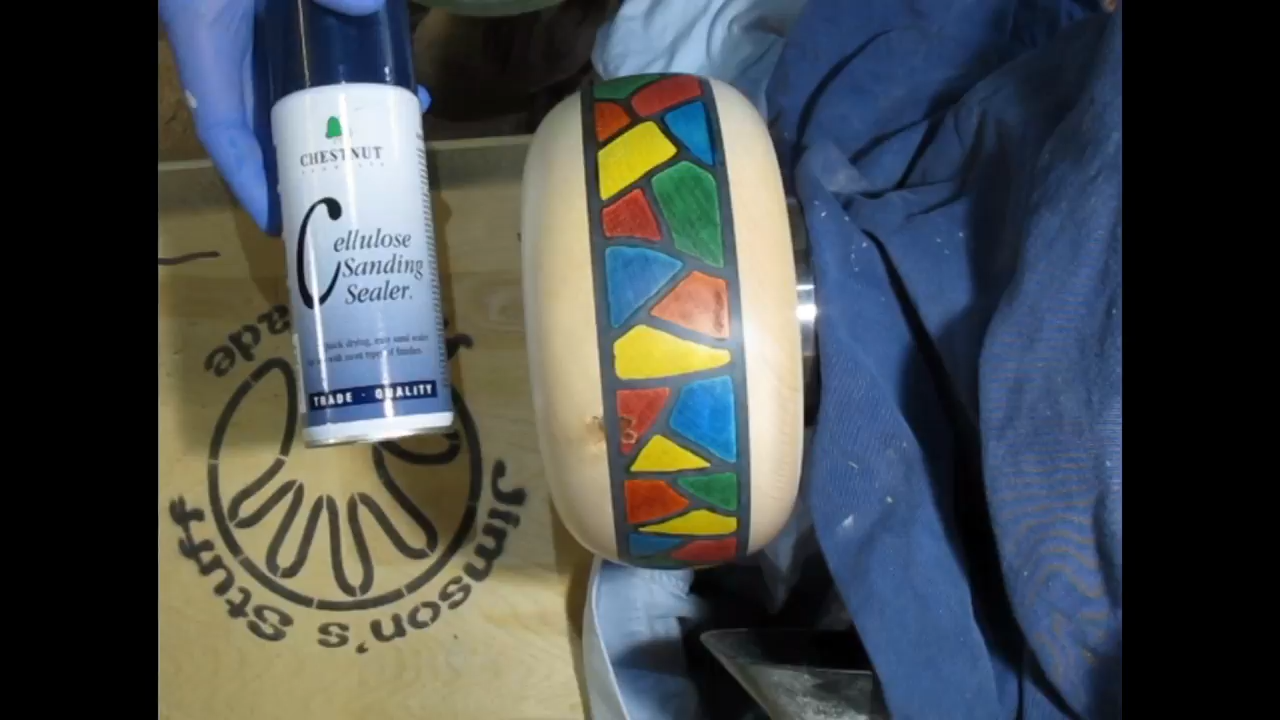 CHESTNUT
Cellulose
Sanding
Sealer.
TRADE · QUALITY
Jimson's Stuff